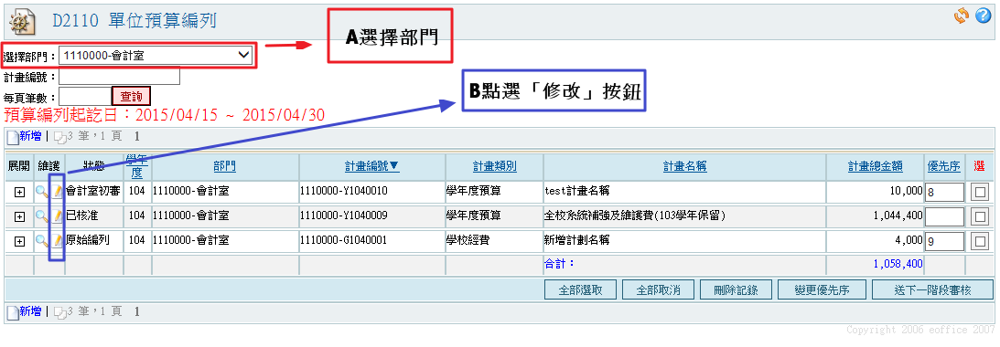 D2110 單位預算編列
A選擇部門
選擇部門：1110000-會計室
計畫編號：
B點選「修改」按鈕
每頁筆數： 查詢
預算編列起訖日：2015/04/15 ~ 2015/04/30
新增 | 3 筆，1 頁 1
展開 維護 狀態 學年度 部門 計畫編號▼ 計畫類別 計畫名稱 計畫總金額 優先序 選
會計室初審 104 1110000-會計室 1110000-Y1040010 學年度預算 test計畫名稱 10,000 8
已核准 104 1110000-會計室 1110000-Y1040009 學年度預算 全校系統補強及維護費(103學年保留) 1,044,400
原始編列 104 1110000-會計室 1110000-G1040001 學校經費 新增計劃名稱 4,000 9
合計： 1,058,400
全部選取 全部取消 刪除記錄 變更優先序 送下一階段審核
新增 | 3 筆，1 頁 1
Copyright 2006 eoffice 2007